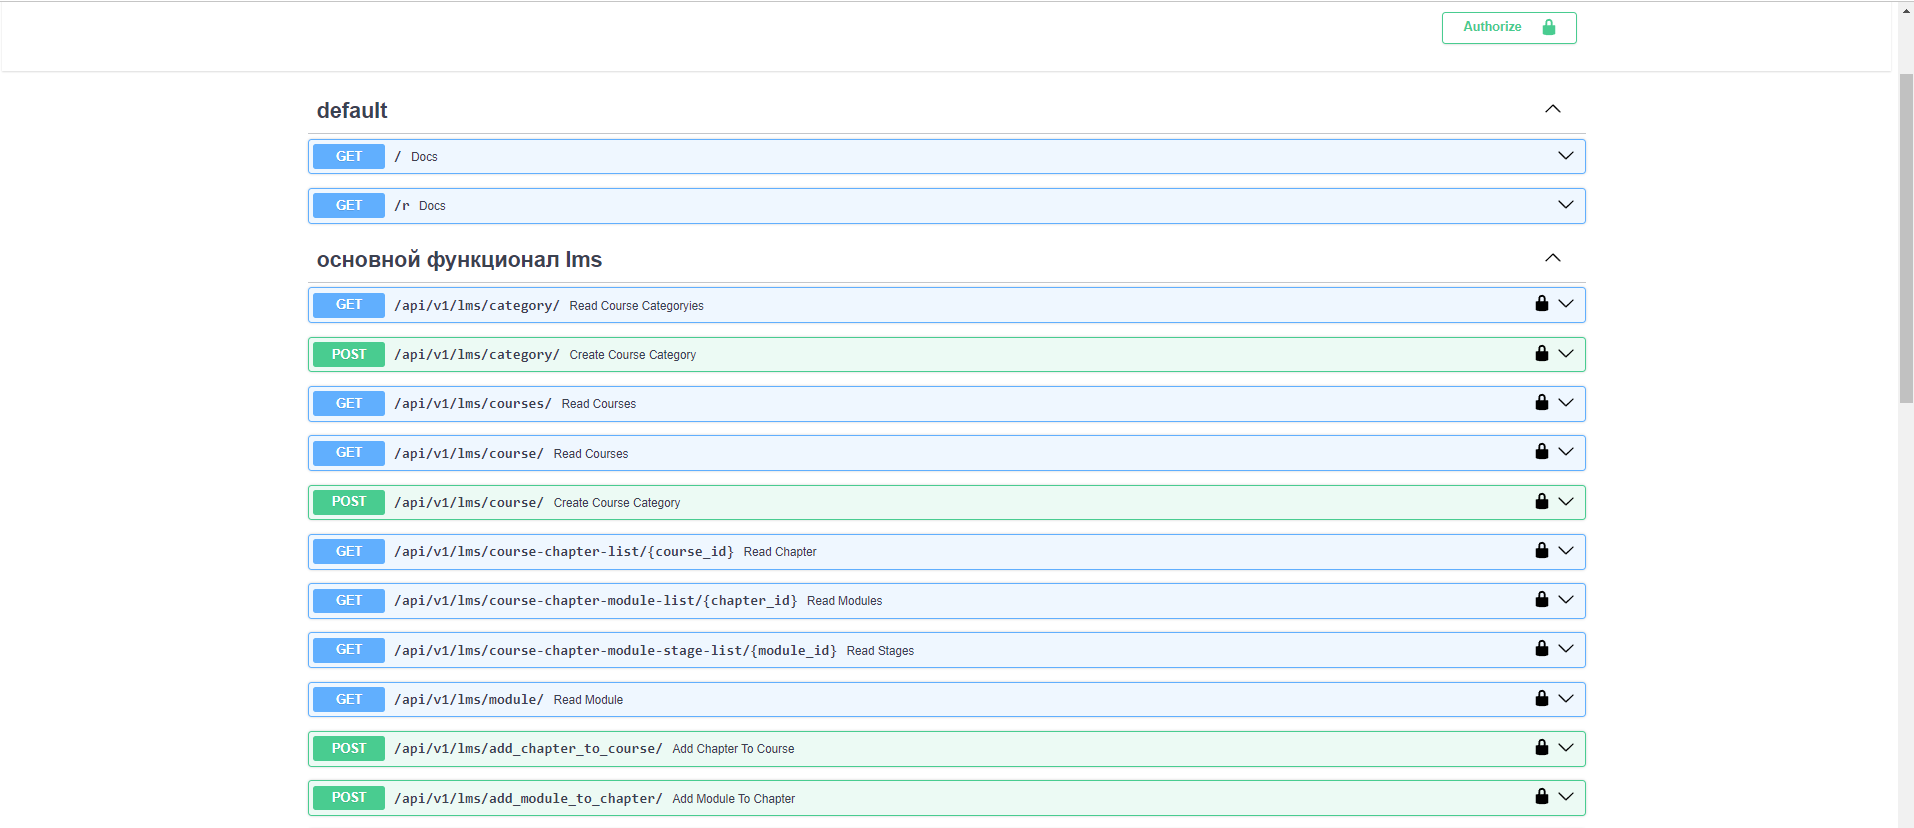 Authorize
default
GET / Docs
GET /r Docs
основной функционал lms
GET /api/v1/lms/category/ Read Course Categoryies
POST /api/v1/lms/category/ Create Course Category
GET /api/v1/lms/courses/ Read Courses
GET /api/v1/lms/course/ Read Courses
POST /api/v1/lms/course/ Create Course Category
GET /api/v1/lms/course-chapter-list/{course_id} Read Chapter
GET /api/v1/lms/course-chapter-module-list/{chapter_id} Read Modules
GET /api/v1/lms/course-chapter-module-stage-list/{module_id} Read Stages
GET /api/v1/lms/module/ Read Module
POST /api/v1/lms/add_chapter_to_course/ Add Chapter To Course
POST /api/v1/lms/add_module_to_chapter/ Add Module To Chapter